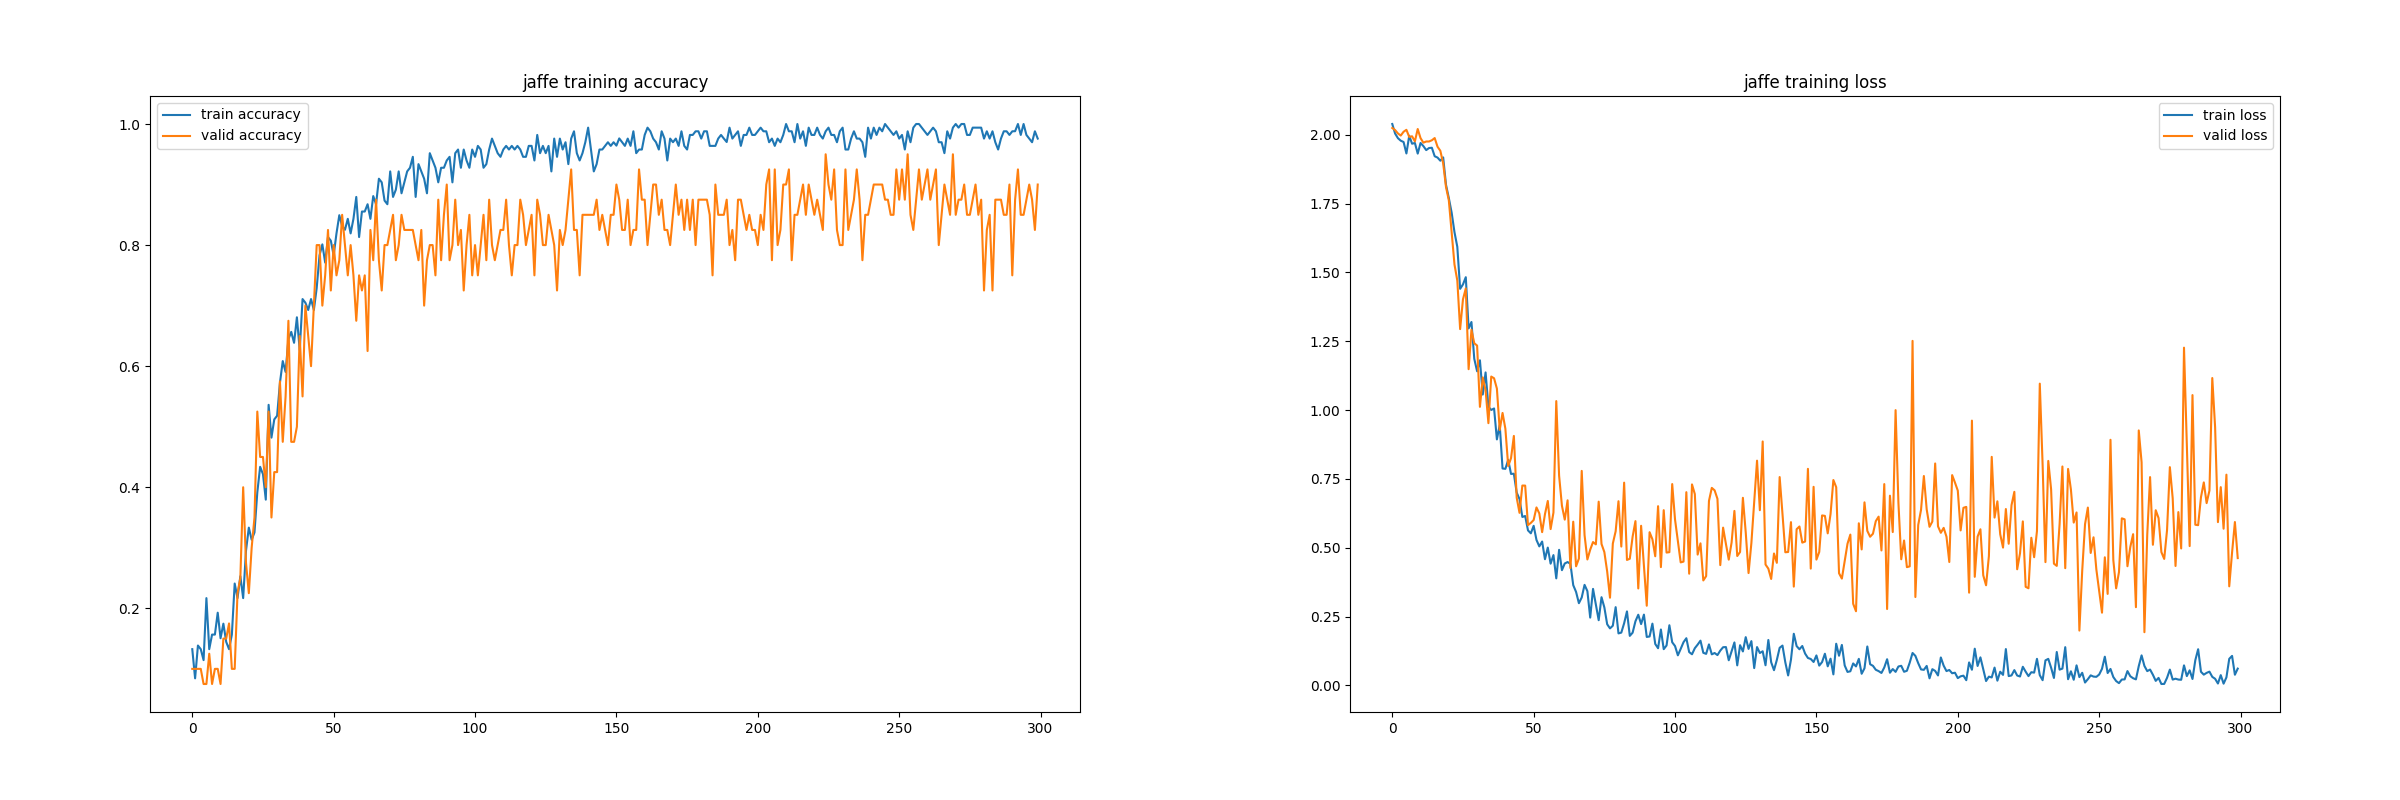 jaffe training accuracy
train accuracy
valid accuracy
1.0
0.8
0.6
0.4
0.2
0 50 100 150 200 250 300
jaffe training loss
train loss
valid loss
2.00
1.75
1.50
1.25
1.00
0.75
0.50
0.25
0.00
0 50 100 150 200 250 300